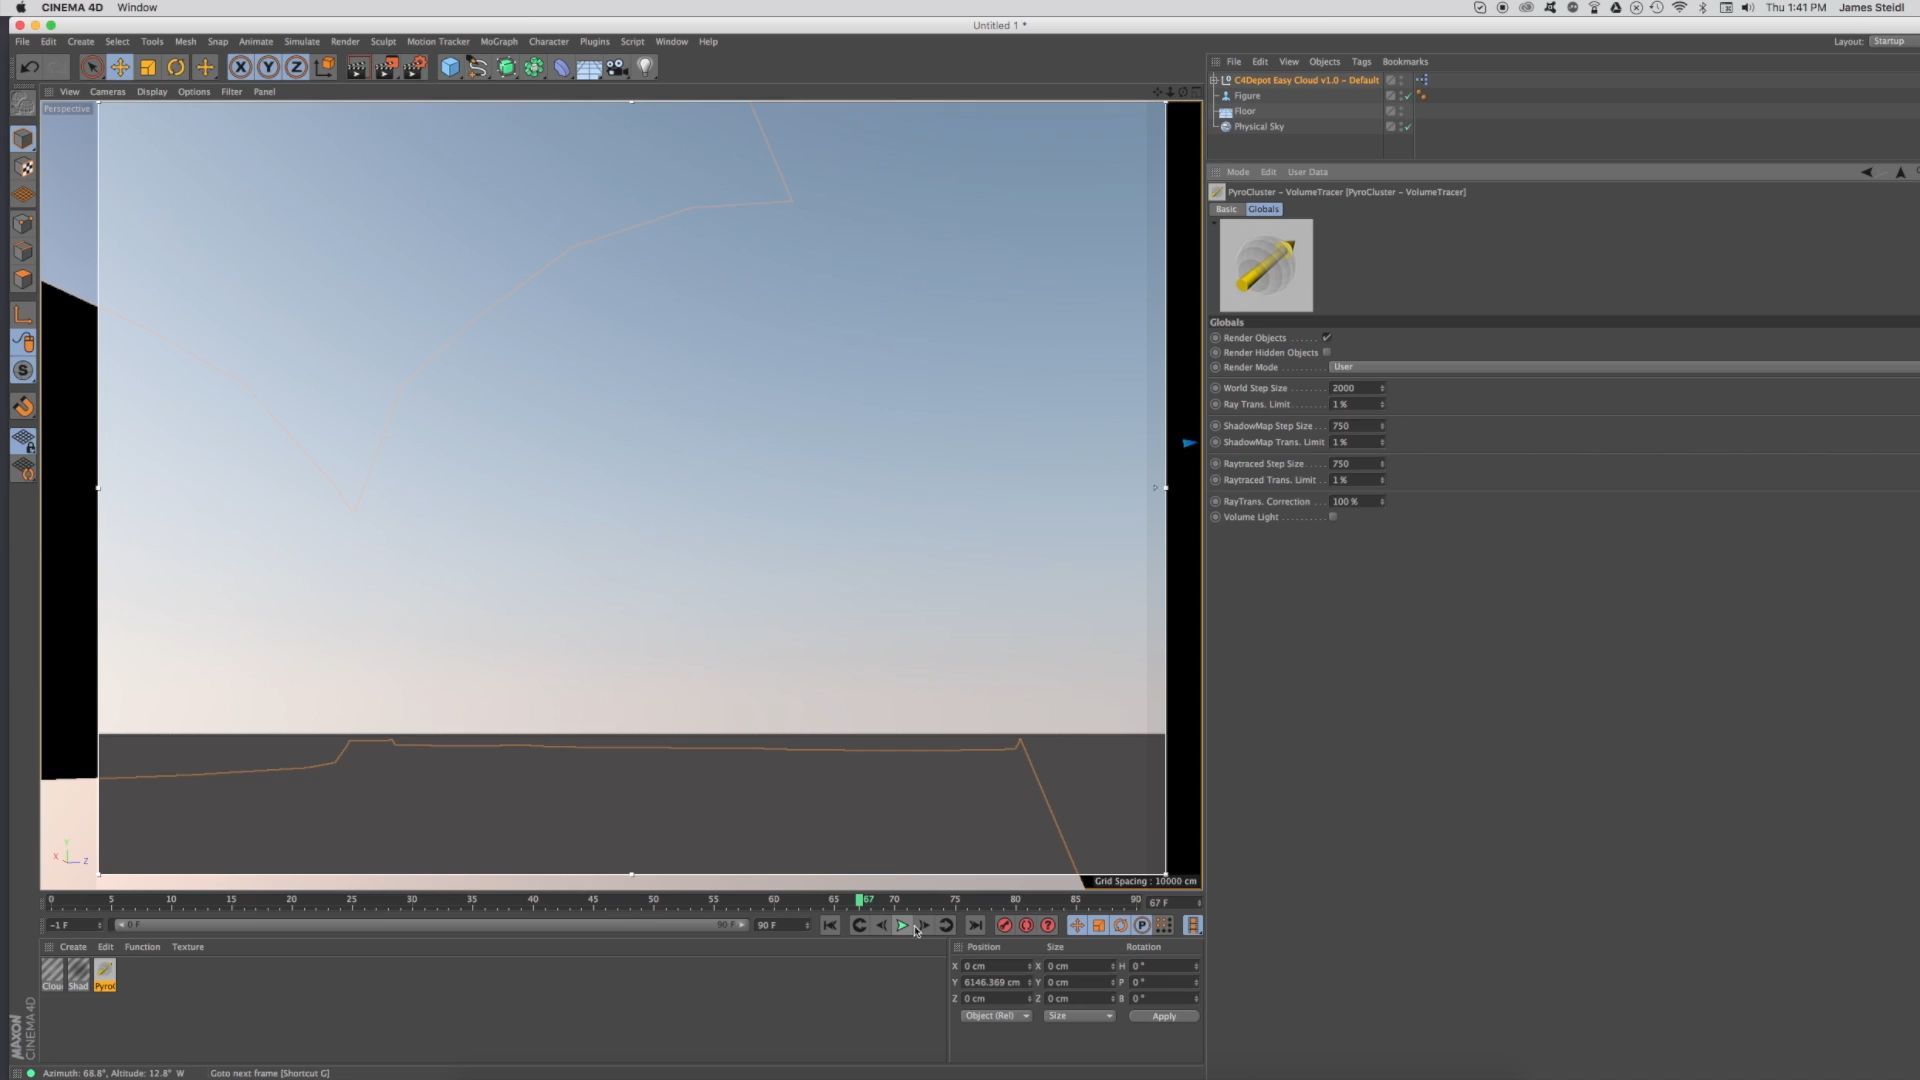 CINEMA 4D Window Thu 1:41 PM James Steidl
Untitled 1 *
File Edit Create Select Tools Mesh Snap Animate Simulate Render Sculpt Motion Tracker MoGraph Character Plugins Script Window Help Layout: Startup
File Edit View Objects Tags Bookmarks
X Y Z
C4Depot Easy Cloud v1.0 - Default
View Cameras Display Options Filter Panel
Figure
Perspective
Floor
Physical Sky
Mode Edit User Data
PyroCluster - VolumeTracer [PyroCluster - VolumeTracer]
Basic Globals
Globals
Render Objects
Render Hidden Objects
Render Mode User
World Step Size 2000
Ray Trans. Limit 1 %
ShadowMap Step Size 750
ShadowMap Trans. Limit 1 %
Raytraced Step Size 750
Raytraced Trans. Limit 1 %
RayTrans. Correction 100 %
Volume Light
S
Y
X Z
Grid Spacing : 10000 cm
0 5 10 15 20 25 30 35 40 45 50 55 60 65 67 70 75 80 85 90 67 F
-1 F 0 F 90 F 90 F ? P
Create Edit Function Texture Position Size Rotation
X 0 cm X 0 cm H 0 °
Y 6146.369 cm Y 0 cm P 0 °
Clou Shad Pyro
Z 0 cm Z 0 cm B 0 °
Object (Rel) Size Apply
MAXON
CINEMA 4D
Azimuth: 68.8°, Altitude: 12.8° W Goto next frame [Shortcut G]